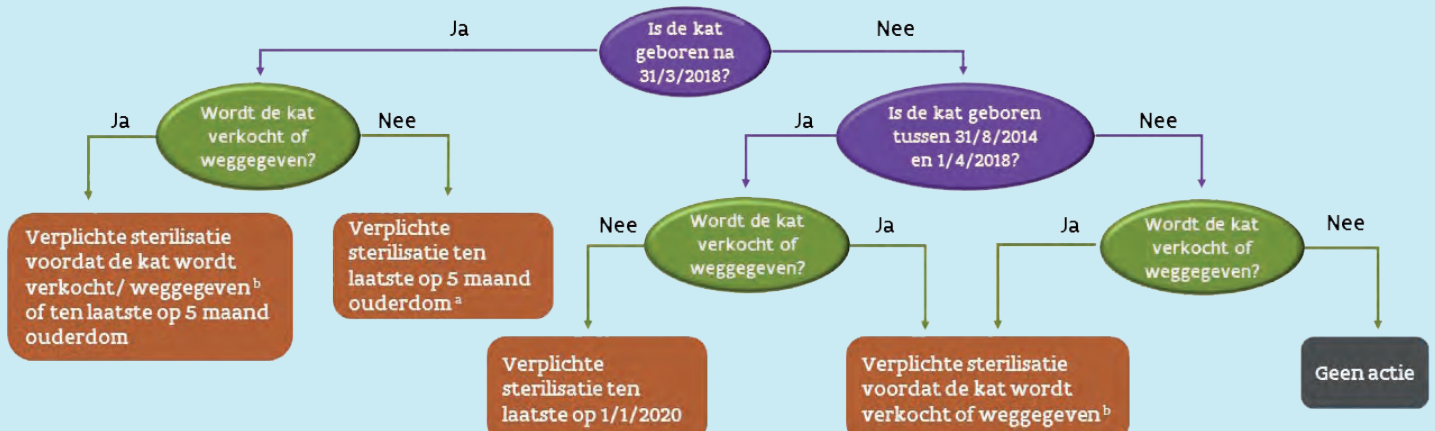 Is de kat
geboren na
31/3/2018?
Ja
Nee
Wordt de kat
verkocht of
weggegeven?
Ja
Nee
Is de kat geboren
tussen 31/8/2014
en 1/4/2018?
Ja
Nee
Verplichte sterilisatie
voordat de kat wordt
verkocht/ weggegeven b
of ten laatste op 5 maand
ouderdom
Verplichte
sterilisatie ten
laatste op 5 maand
ouderdom a
Wordt de kat
verkocht of
weggegeven?
Nee
Ja
Wordt de kat
verkocht of
weggegeven?
Ja
Nee
Verplichte
sterilisatie ten
laatste op 1/1/2020
Verplichte sterilisatie
voordat de kat wordt
verkocht of weggegeven b
Geen actie